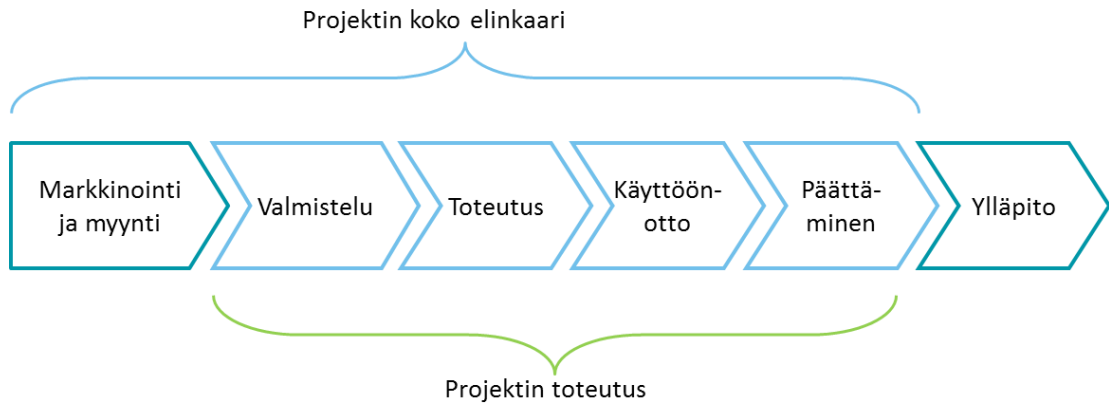 Projektin koko elinkaari
Markkinointi
ja myynti
Valmistelu
Toteutus
Käyttöön-
otto
Päättä-
minen
Ylläpito
Projektin toteutus